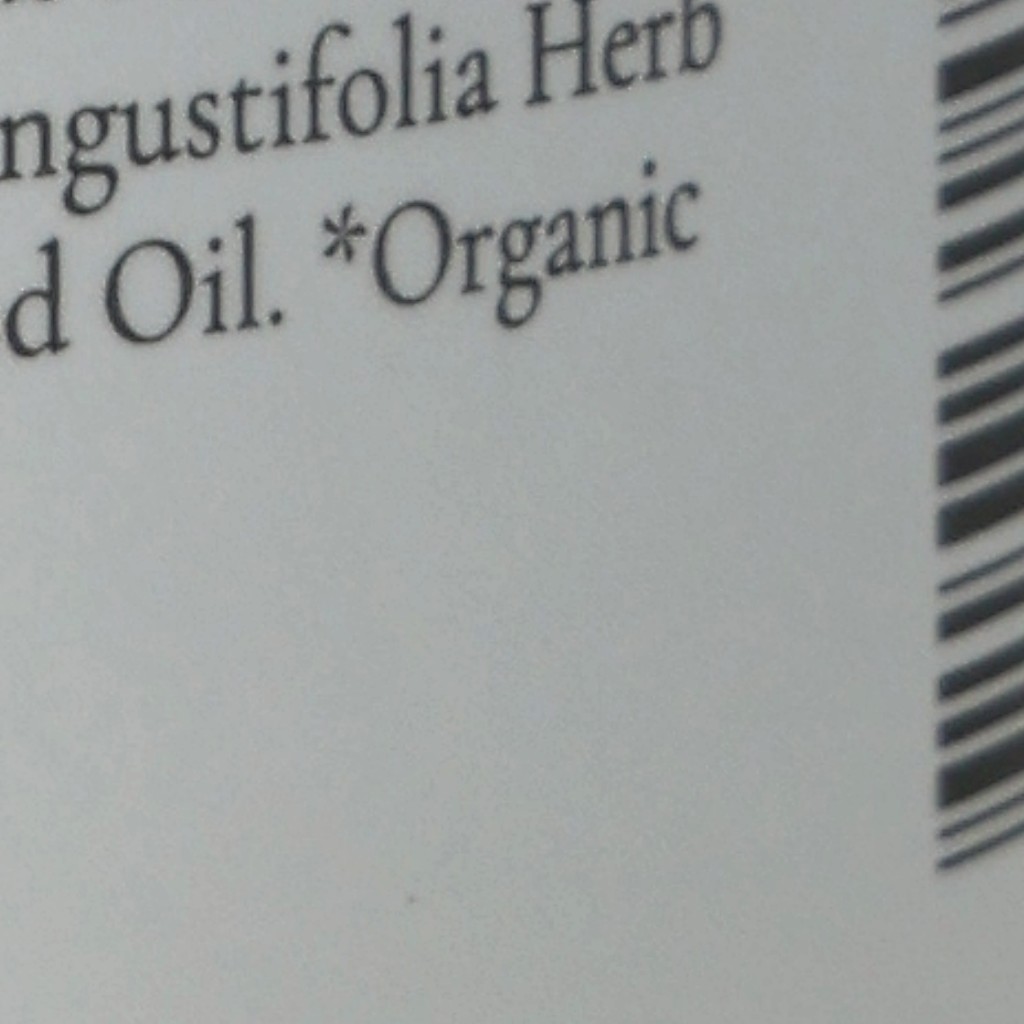 ngustifolia Herb
d Oil. *Organic